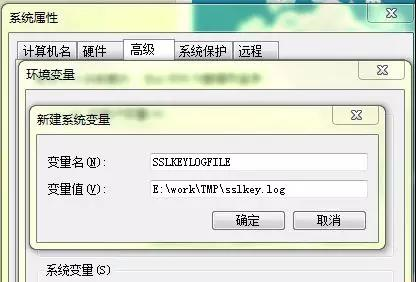 系统属性
计算机名 硬件 高级 系统保护 远程
环境变量
新建系统变量
变量名(N): SSLKEYLOGFILE
变量值(V): E:\work\TMP\sslkey.log
确定 取消
系统变量(S)